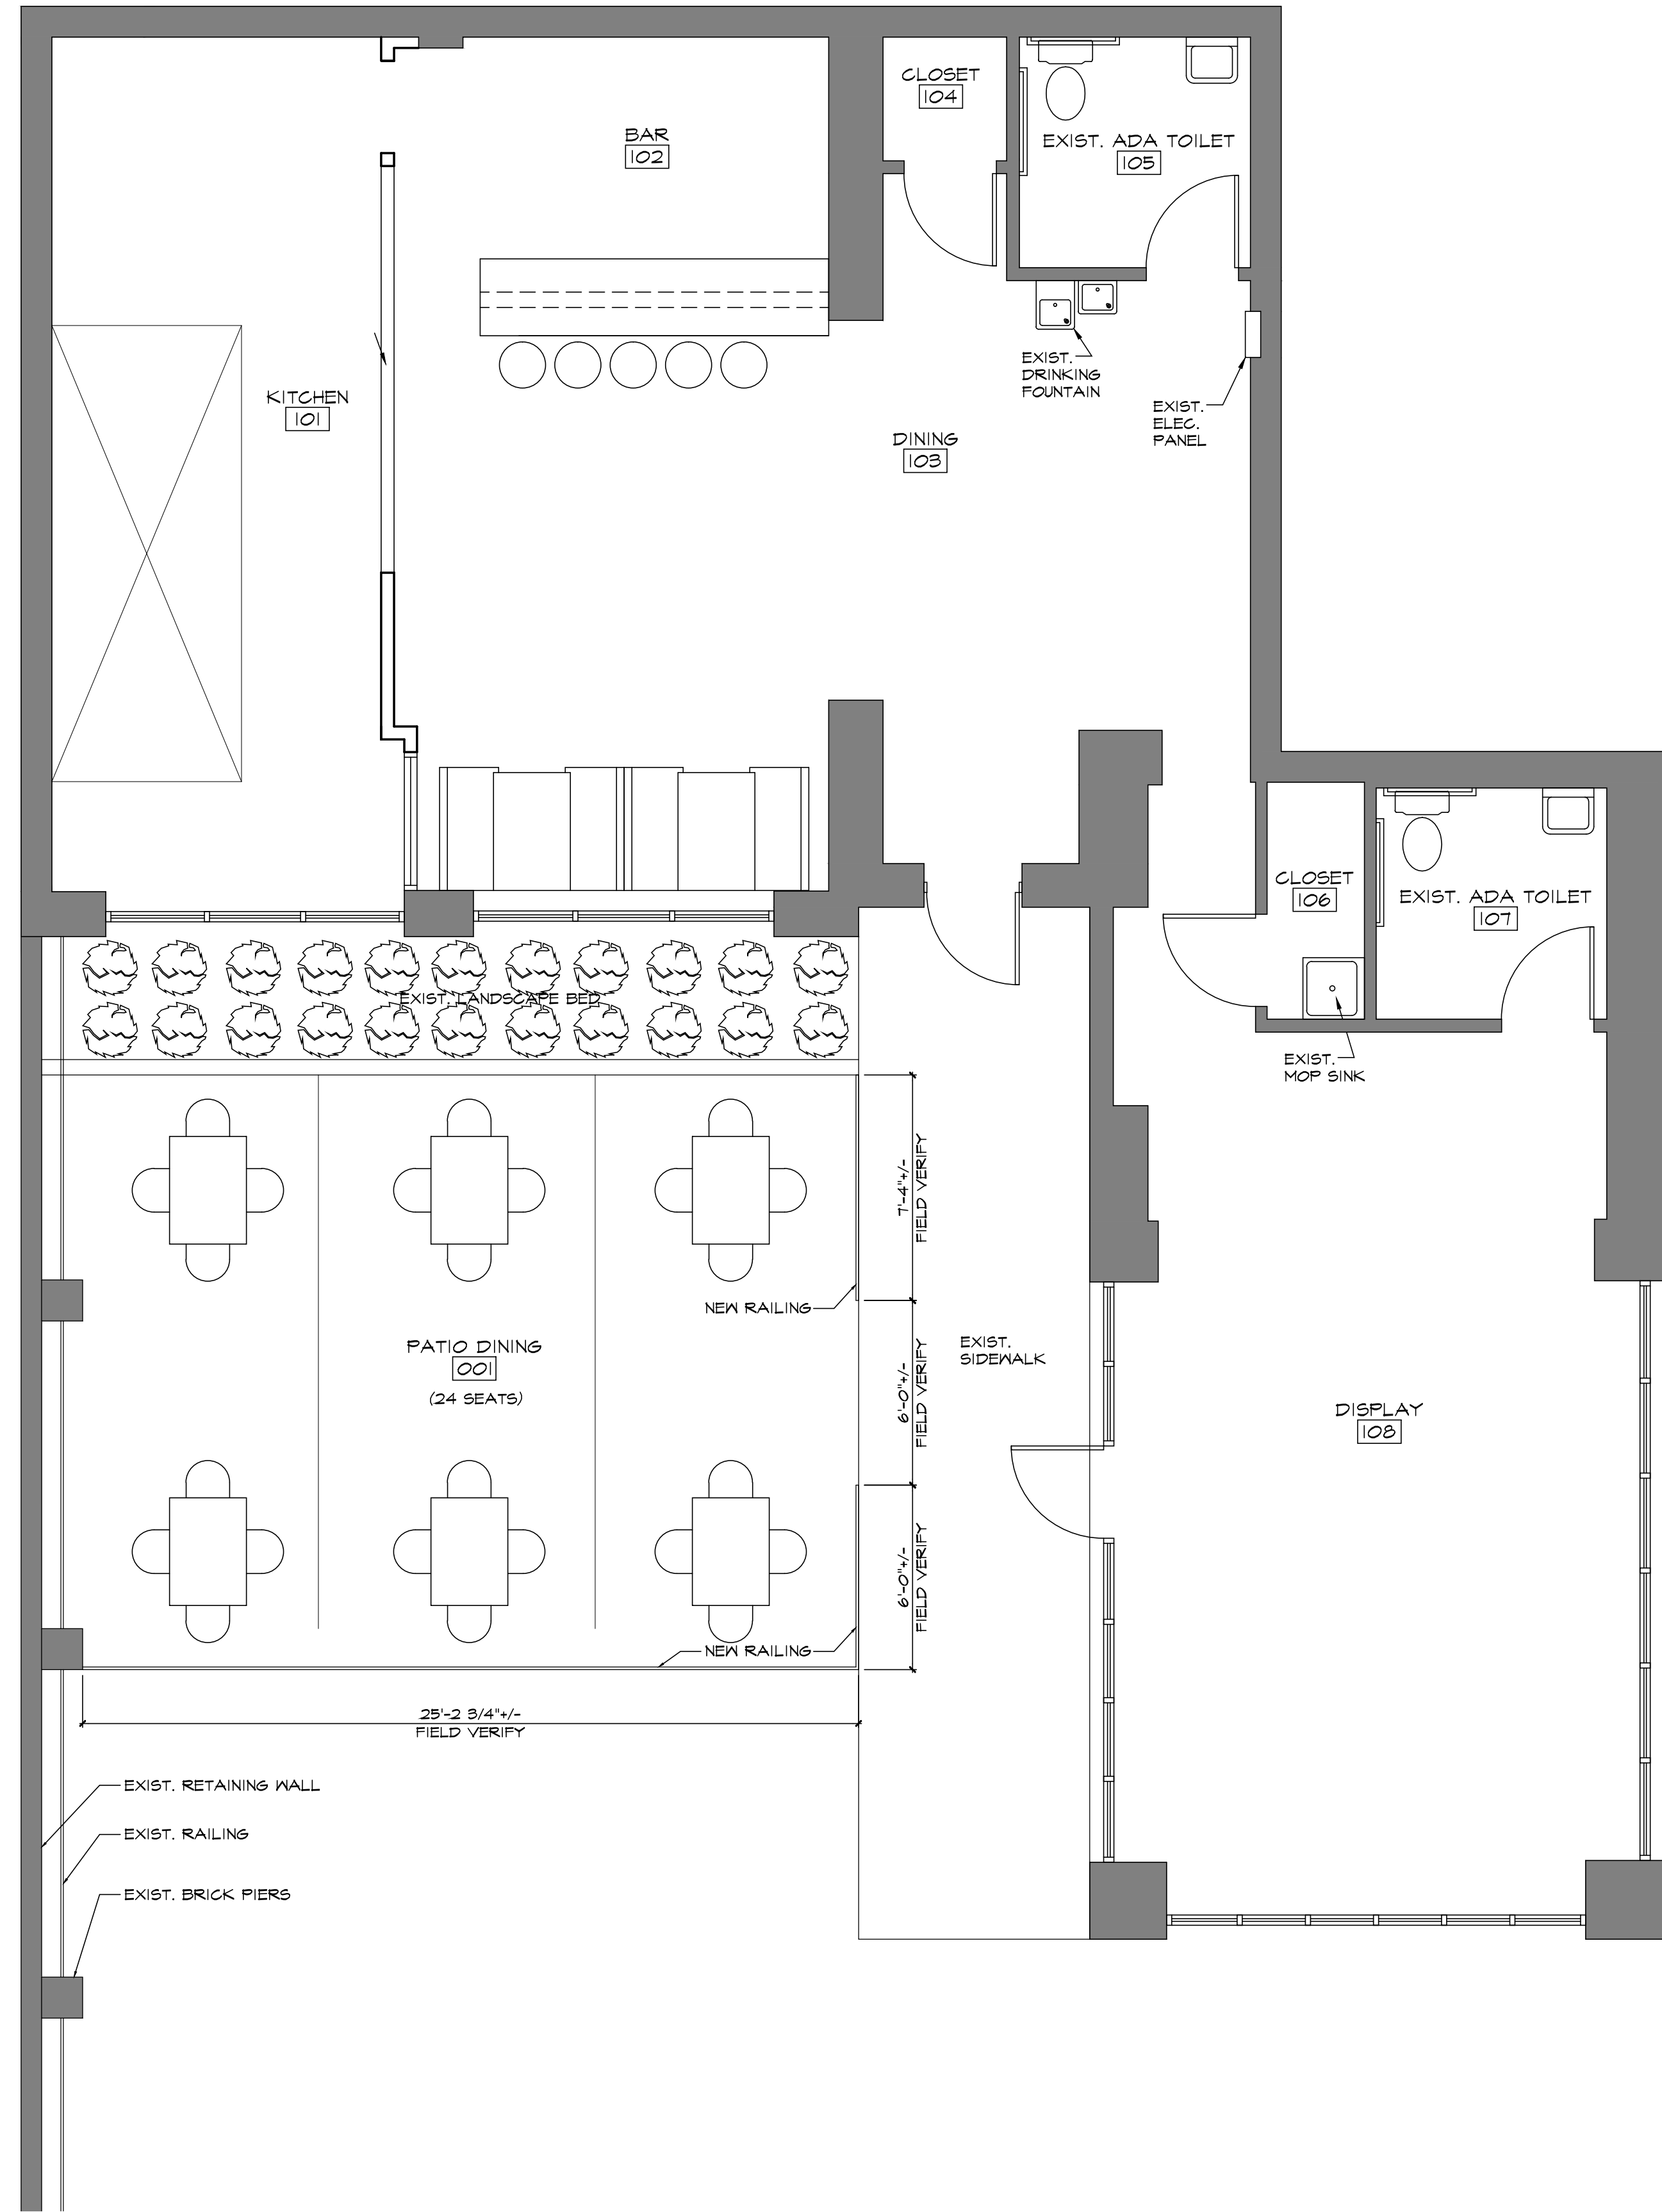 CLOSET
104
EXIST. ADA TOILET
105
BAR
102
EXIST.
DRINKING
FOUNTAIN
KITCHEN
101
EXIST.
ELEC.
PANEL
DINING
103
CLOSET
106
EXIST. ADA TOILET
107
EXIST. LANDSCAPE BED
EXIST.
MOP SINK
7'-4"+/-
FIELD VERIFY
NEW RAILING
PATIO DINING
001
(24 SEATS)
6'-0"+/-
FIELD VERIFY
EXIST.
SIDEWALK
DISPLAY
108
6'-0"+/-
FIELD VERIFY
NEW RAILING
25'-2 3/4"+/-
FIELD VERIFY
EXIST. RETAINING WALL
EXIST. RAILING
EXIST. BRICK PIERS